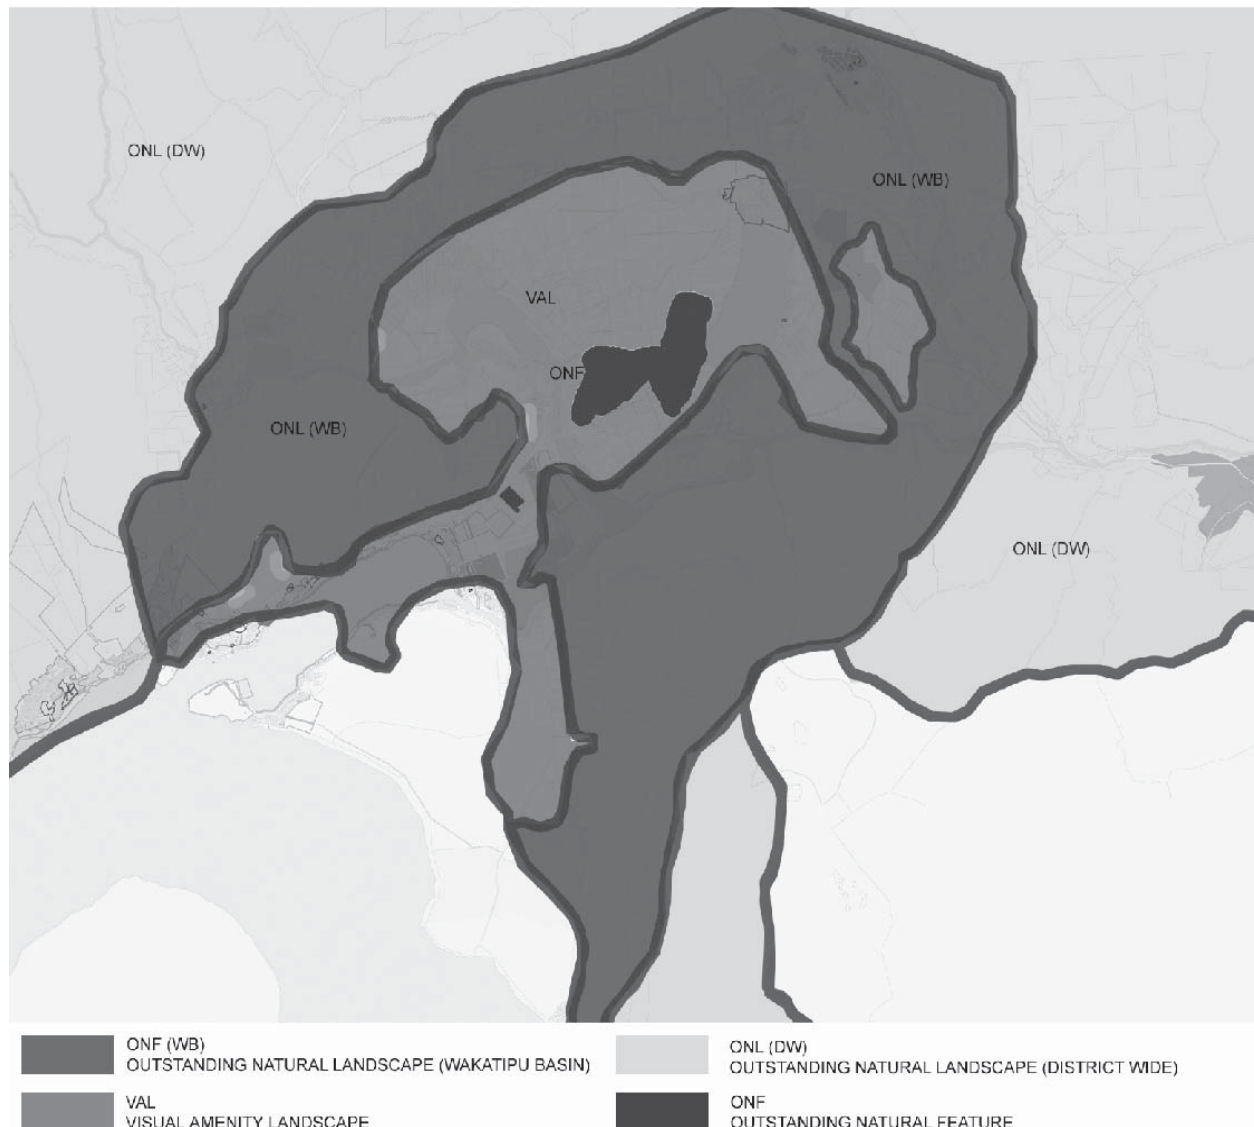 ONL (DW)
ONL (WB)
VAL
ONF
ONL (WB)
ONL (DW)
ONF (WB)
OUTSTANDING NATURAL LANDSCAPE (WAKATIPU BASIN)
ONL (DW)
OUTSTANDING NATURAL LANDSCAPE (DISTRICT WIDE)
VAL
VISUAL AMENITY LANDSCAPE
ONF
OUTSTANDING NATURAL FEATURE